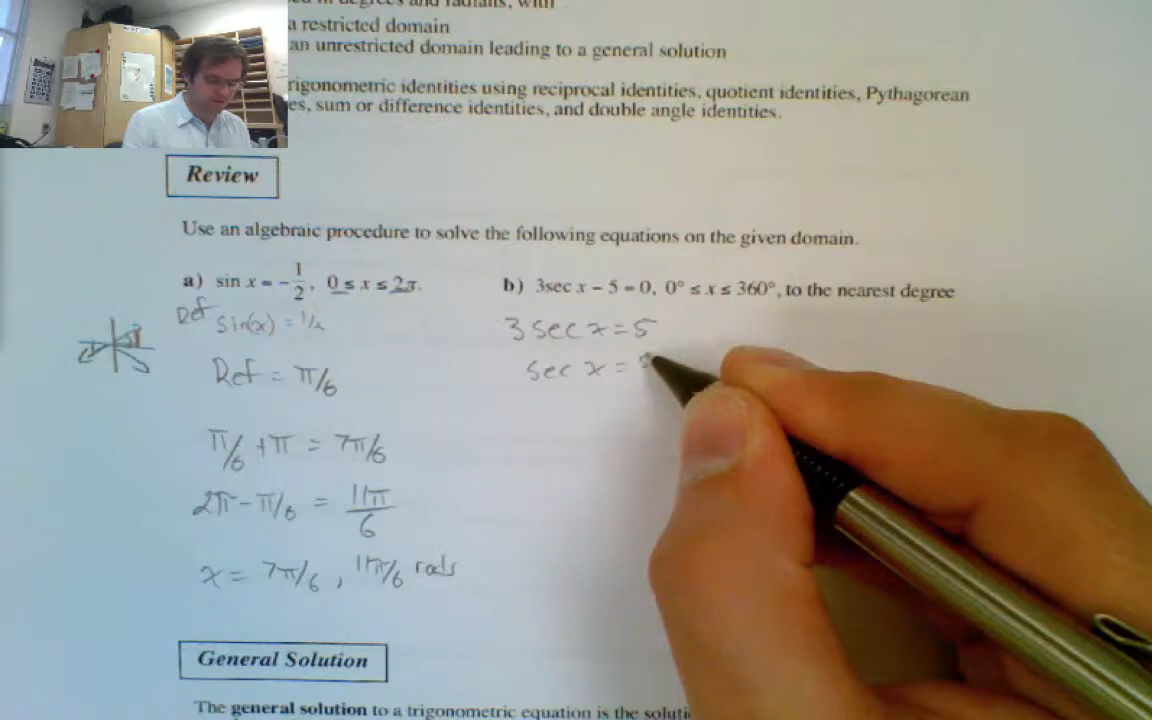 a restricted domain
an unrestricted domain leading to a general solution
rigonometric identities using reciprocal identities, quotient identities, Pythagorean
es, sum or difference identities, and double angle identities.
Review
Use an algebraic procedure to solve the following equations on the given domain.
a) sin x = -1/2, 0 ≤ x ≤ 2π.
Ref sin(x) = 1/2
Ref = π/6
π/6 + π = 7π/6
2π - π/6 = 11π/6
x = 7π/6, 11π/6 rads
b) 3sec x - 5 = 0, 0° ≤ x ≤ 360°, to the nearest degree
3 sec x = 5
sec x =
General Solution
The general solution to a trigonometric equation is the